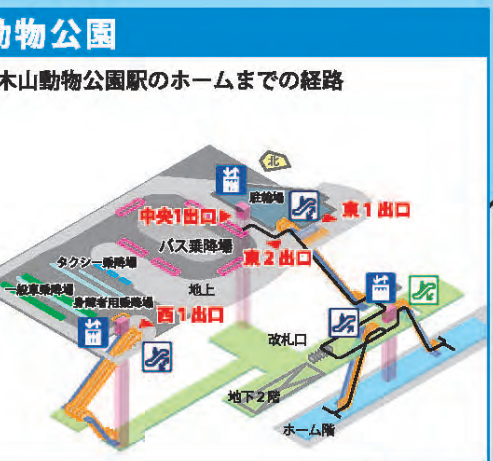 動物公園
木山動物公園駅のホームまでの経路
北
駐輪場
中央1出口
東1出口
バス乗降場
東2出口
タクシー乗降場
一般車乗降場
地上
身障者用乗降場
西1出口
改札口
地下2階
ホーム階